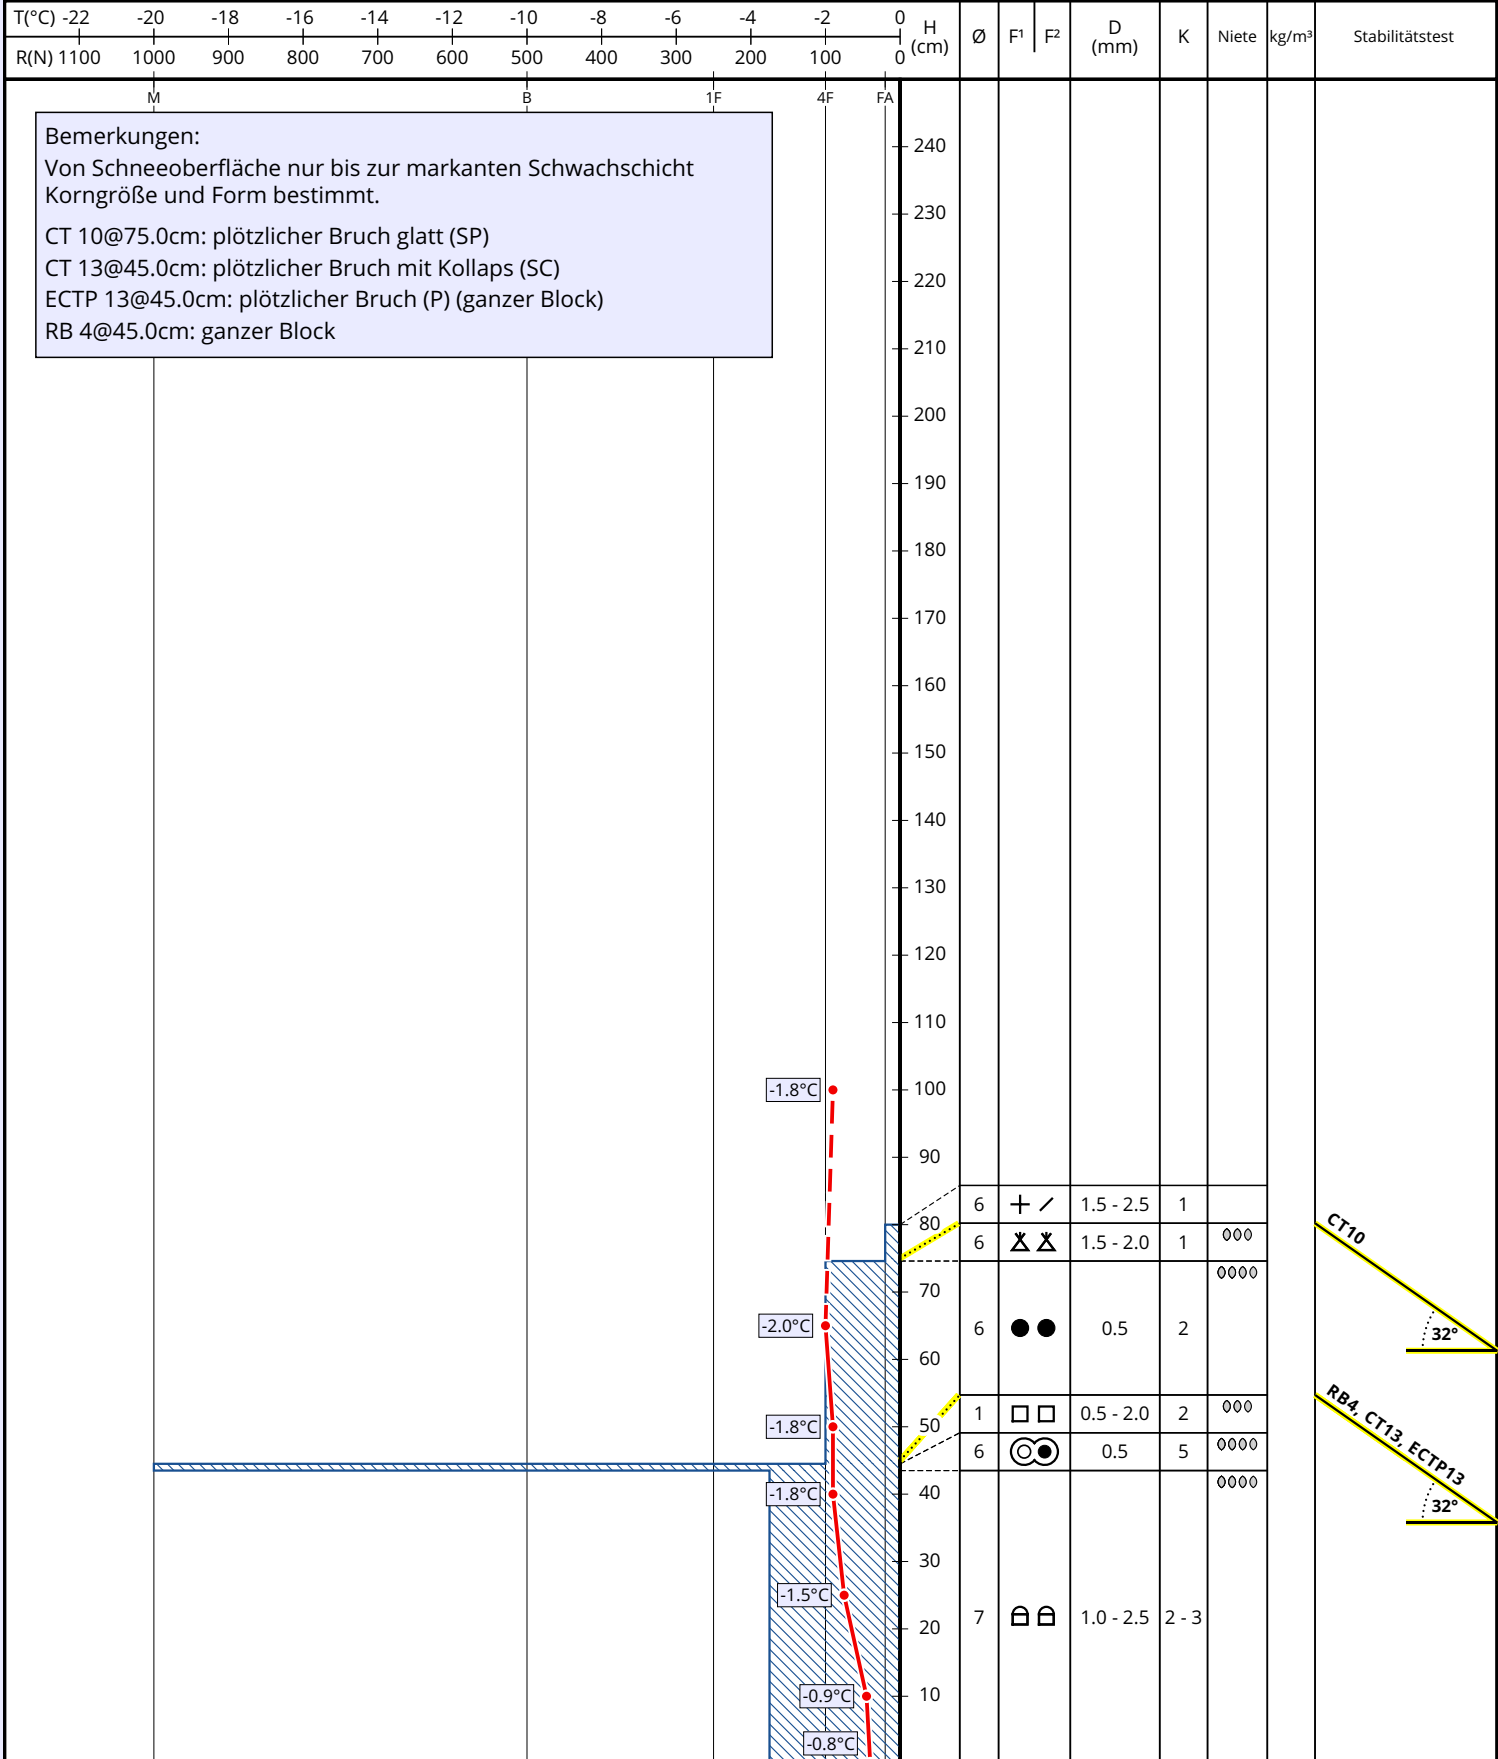 T(°C) -22 -20 -18 -16 -14 -12 -10 -8 -6 -4 -2 0
R(N) 1100 1000 900 800 700 600 500 400 300 200 100 0
H
(cm)
Ø
F¹ F²
D
(mm)
K
Niete
kg/m³
Stabilitätstest
M B 1F 4F FA
Bemerkungen:
Von Schneeoberfläche nur bis zur markanten Schwachschicht
Korngröße und Form bestimmt.
CT 10@75.0cm: plötzlicher Bruch glatt (SP)
CT 13@45.0cm: plötzlicher Bruch mit Kollaps (SC)
ECTP 13@45.0cm: plötzlicher Bruch (P) (ganzer Block)
RB 4@45.0cm: ganzer Block
240
230
220
210
200
190
180
170
160
150
140
130
120
110
-1.8°C 100
90
6 1.5 - 2.5 1
80
6 1.5 - 2.0 1
CT10
70
-2.0°C
6 0.5 2
32°
60
1 0.5 - 2.0 2
-1.8°C 50
6 0.5 5
RB4, CT13, ECTP13
-1.8°C 40
32°
30
-1.5°C
20
7 1.0 - 2.5 2 - 3
-0.9°C 10
-0.8°C